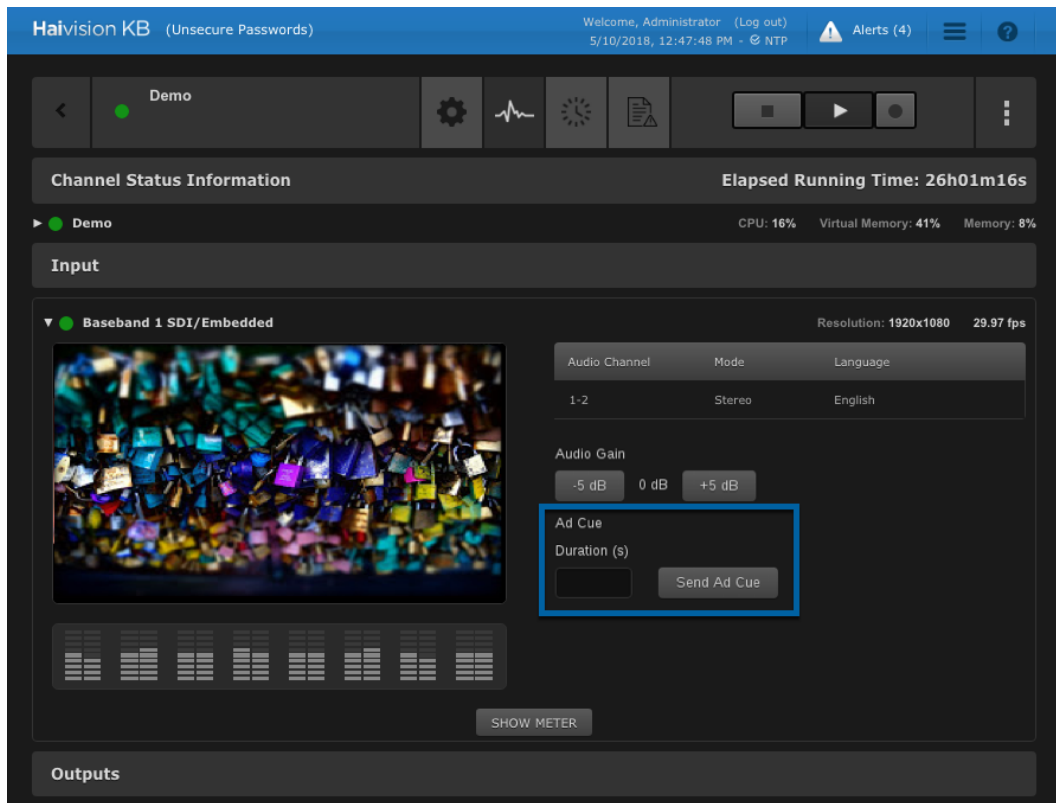 Haivision KB (Unsecure Passwords)
Welcome, Administrator (Log out)
5/10/2018, 12:47:48 PM - NTP
Alerts (4)
?
Demo
Channel Status Information
Elapsed Running Time: 26h01m16s
Demo
CPU: 16% Virtual Memory: 41% Memory: 8%
Input
Baseband 1 SDI/Embedded
Resolution: 1920x1080 29.97 fps
Audio Channel Mode Language
1-2 Stereo English
Audio Gain
-5 dB 0 dB +5 dB
Ad Cue
Duration (s)
Send Ad Cue
SHOW METER
Outputs